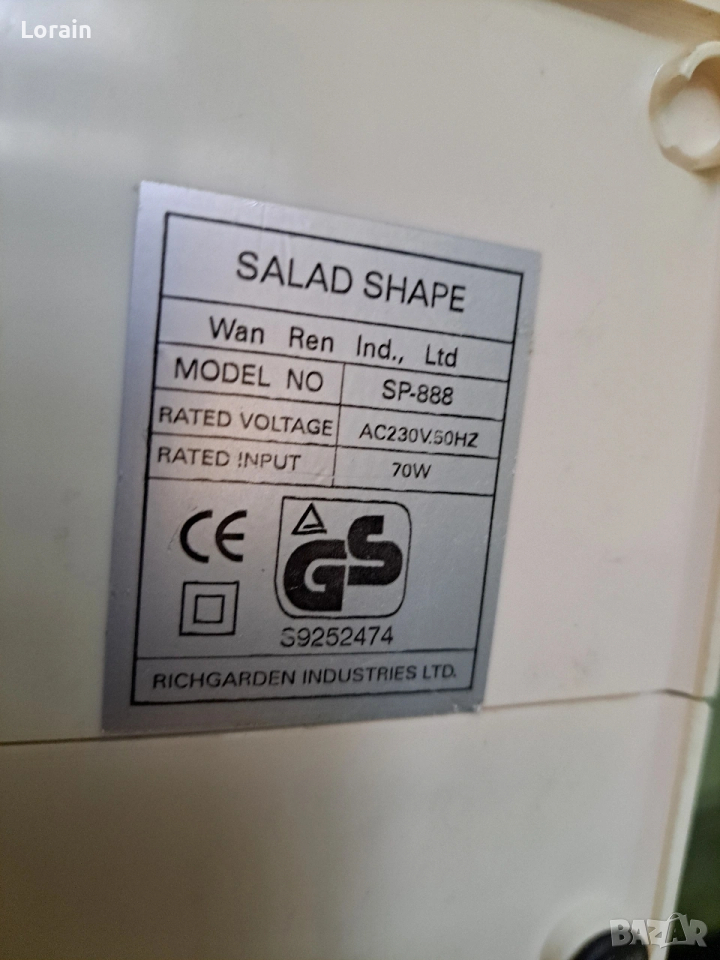 Lorain
SALAD SHAPE
Wan Ren Ind., Ltd
MODEL NO SP-888
RATED VOLTAGE AC230V.50HZ
RATED INPUT 70W
CE
GS
S9252474
RICHGARDEN INDUSTRIES LTD.
BAZAR